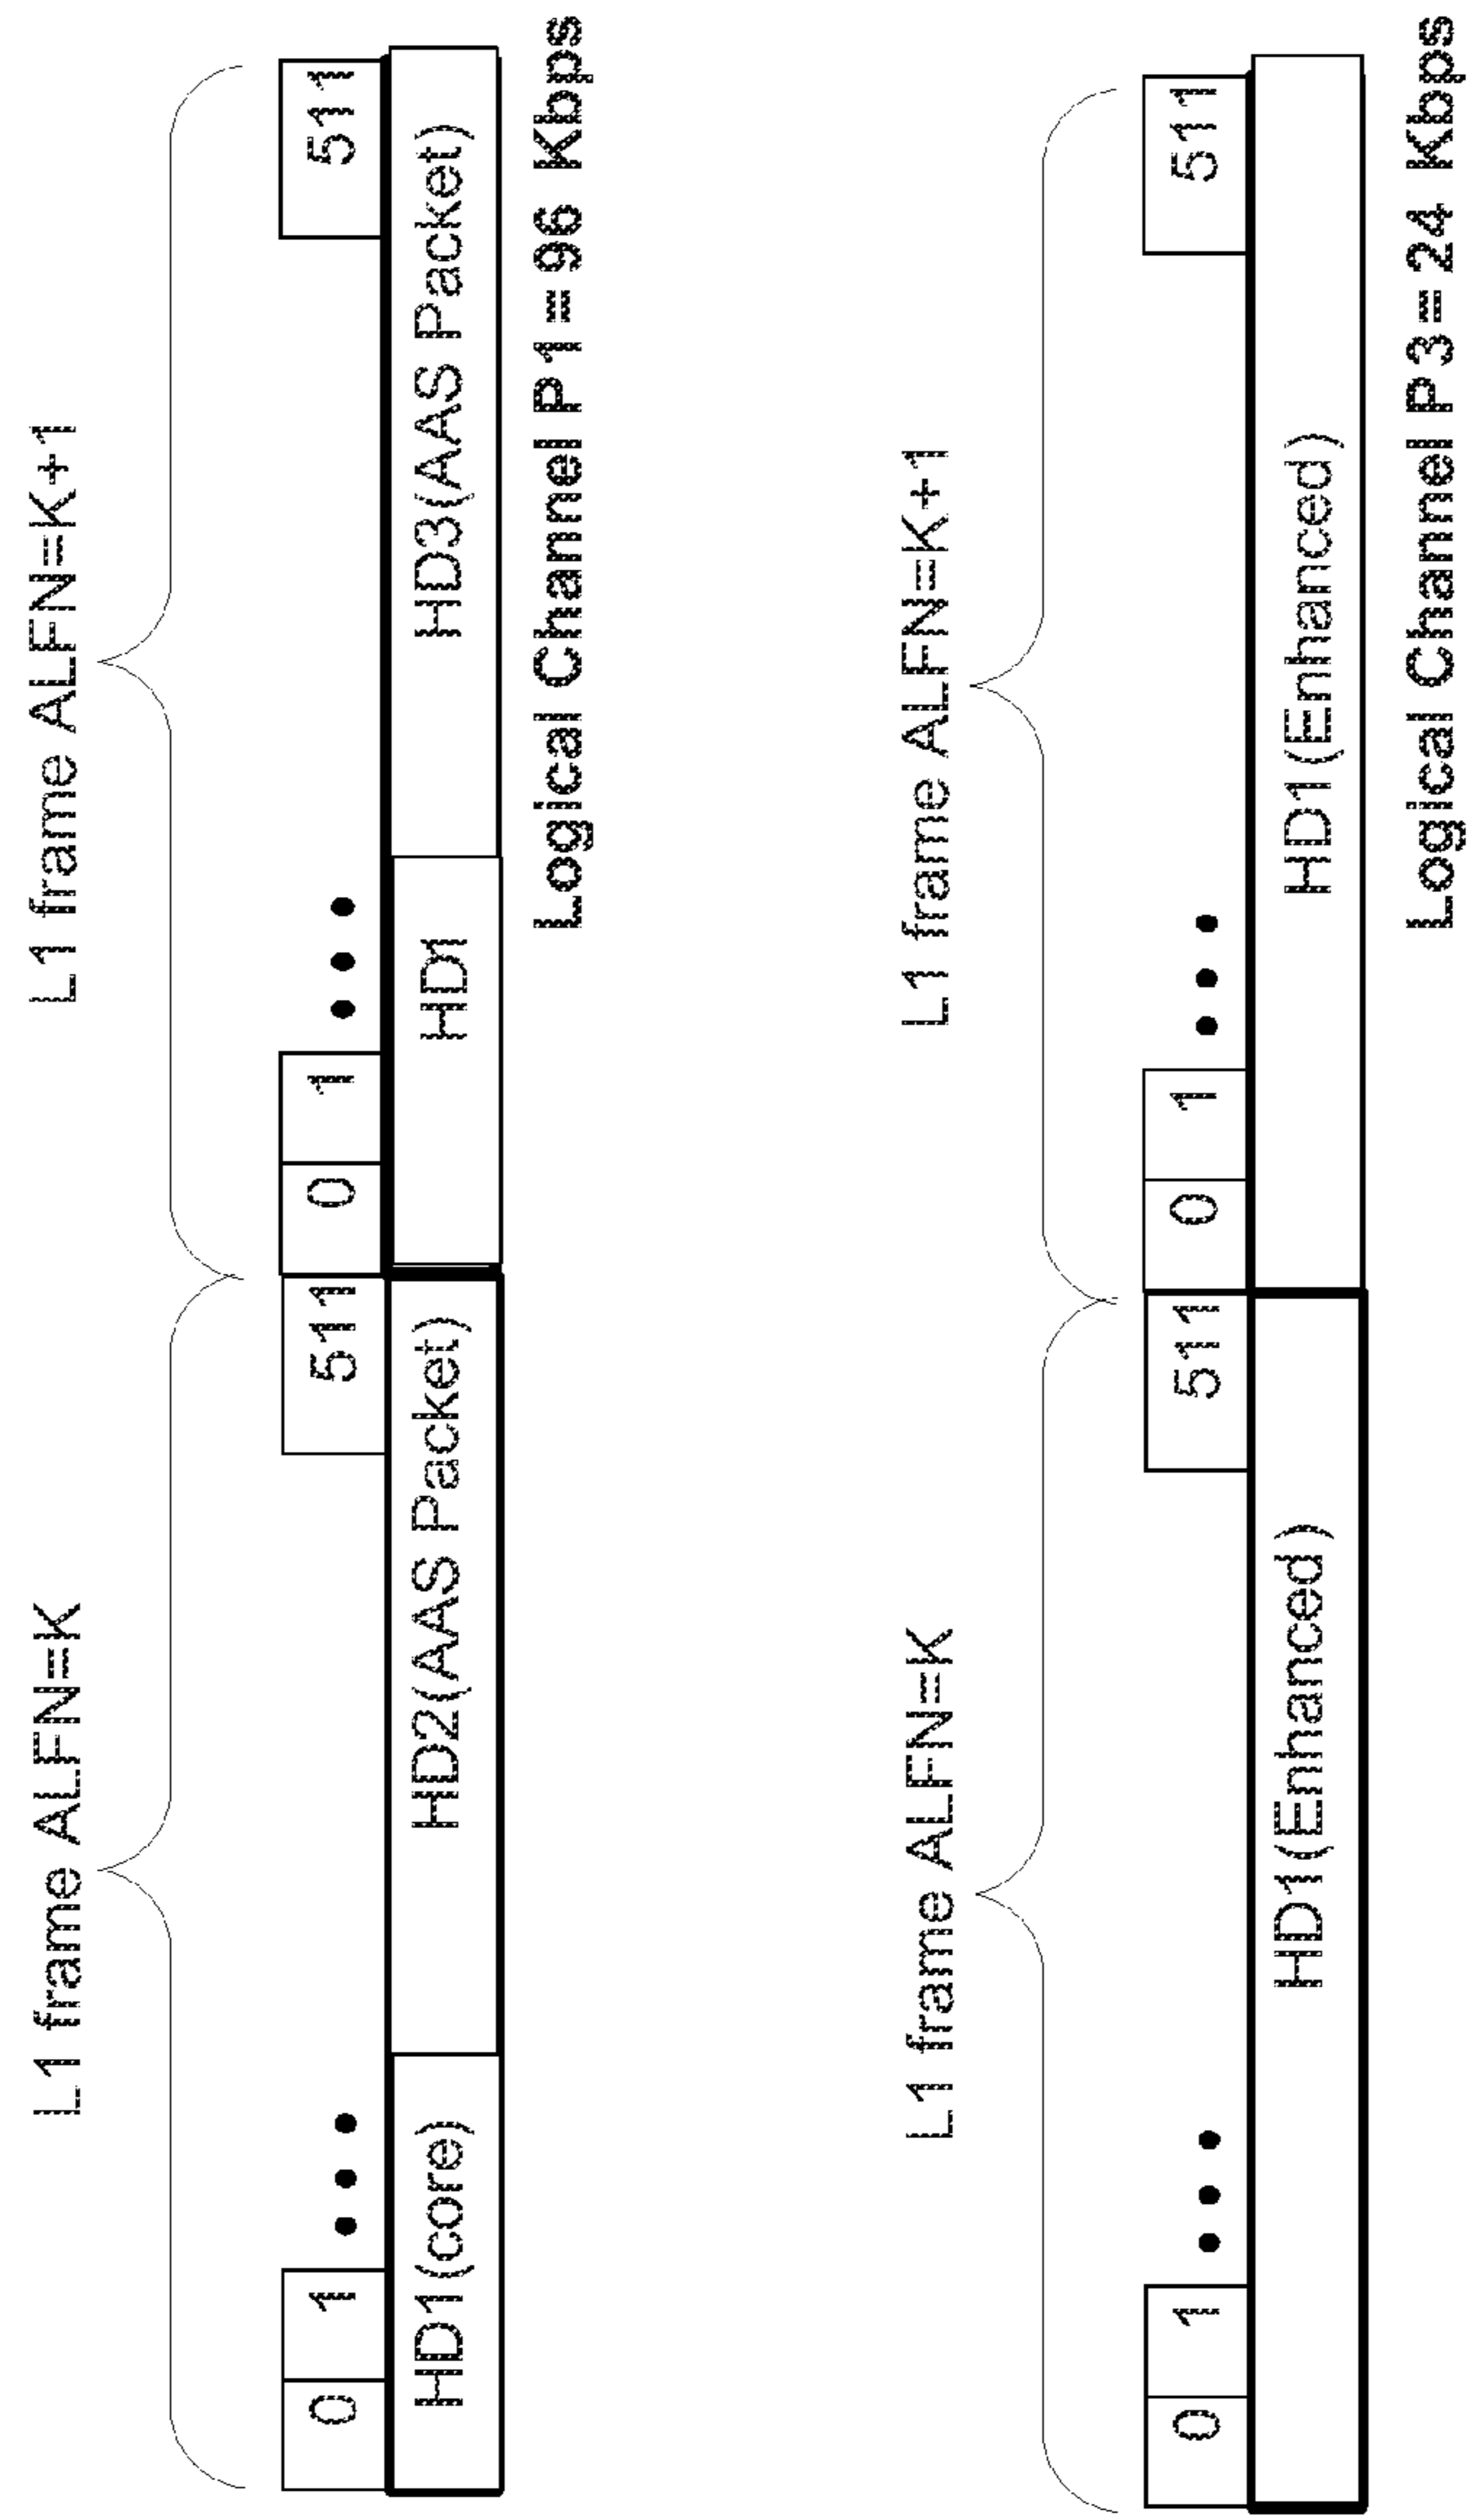 L1 frame ALFN=K
L1 frame ALFN=K+1
0 1 511 0 1 511
HD1(core) HD2(AAS Packet) HDI HD3(AAS Packet)
Logical Channel P1=96 Kbps
L1 frame ALFN=K
L1 frame ALFN=K+1
0 1 511 0 1 511
HD1(Enhanced) HD1(Enhanced)
Logical Channel P3=24 Kbps